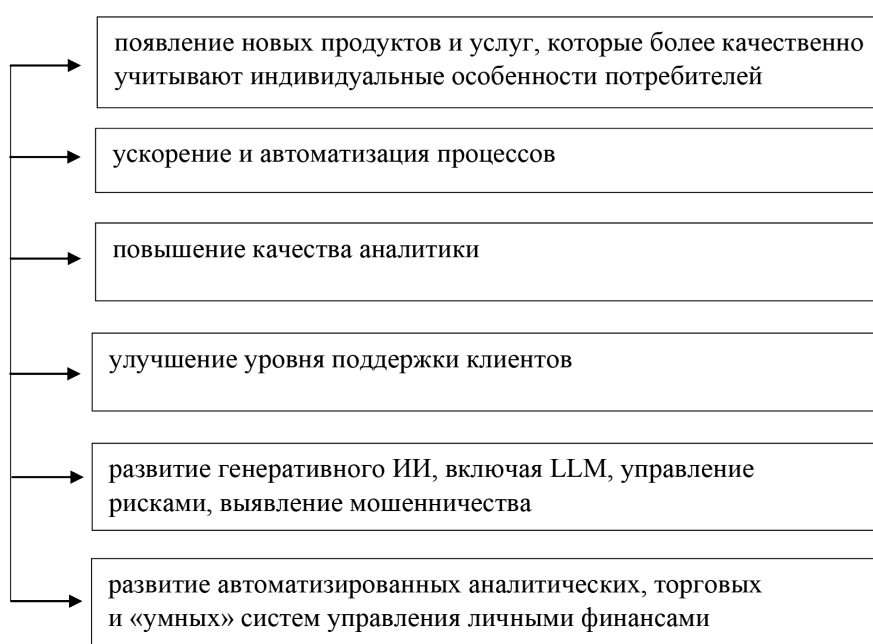 появление новых продуктов и услуг, которые более качественно
учитывают индивидуальные особенности потребителей
ускорение и автоматизация процессов
повышение качества аналитики
улучшение уровня поддержки клиентов
развитие генеративного ИИ, включая LLM, управление
рисками, выявление мошенничества
развитие автоматизированных аналитических, торговых
и «умных» систем управления личными финансами